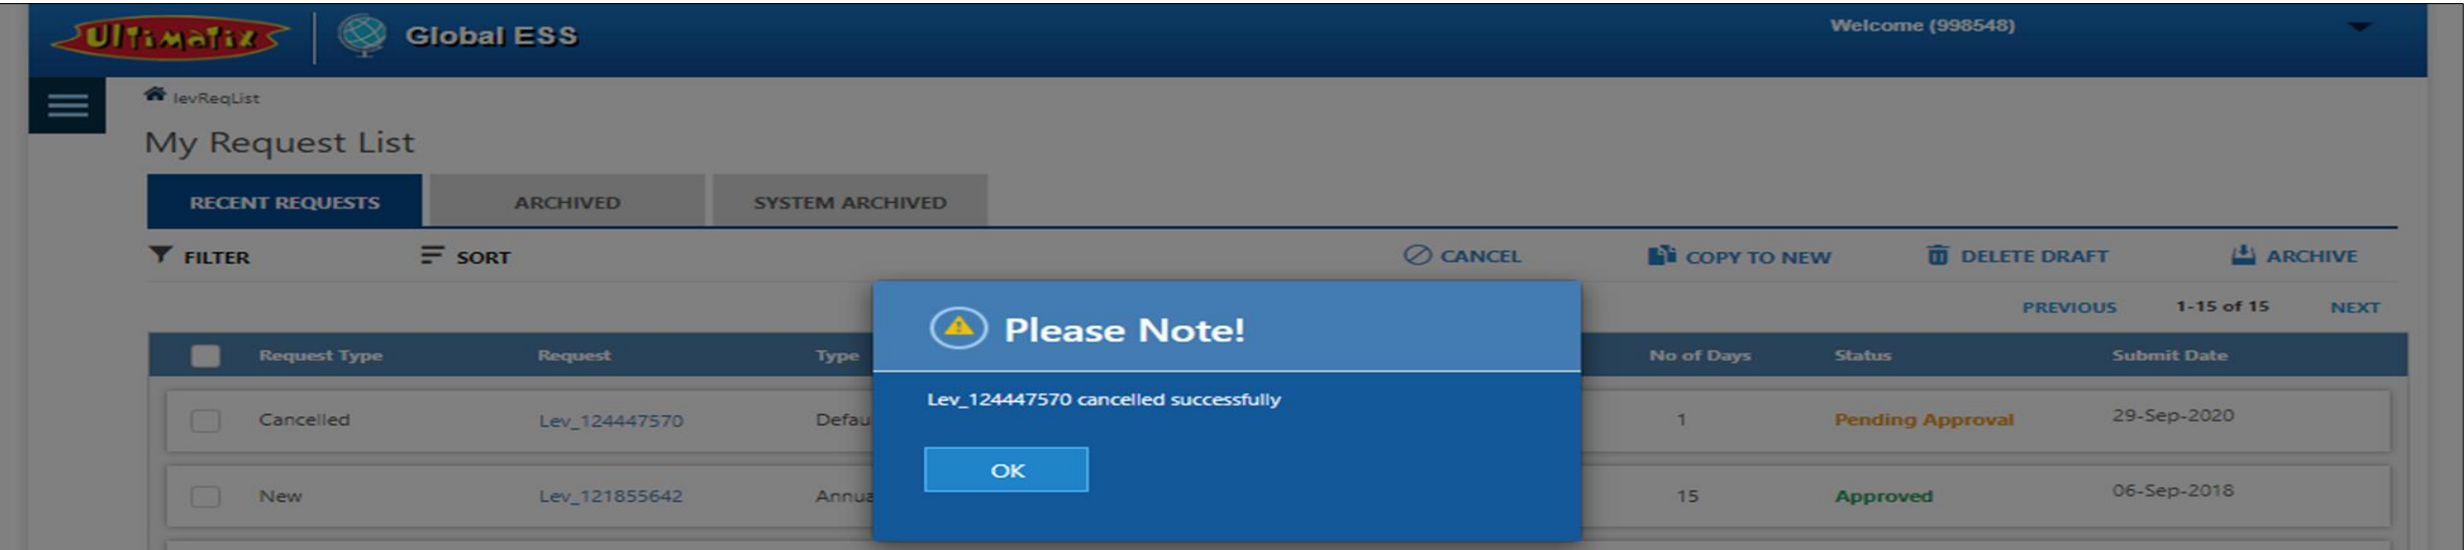 Ultimatix
Global ESS
Welcome (998548)
levReqList
My Request List
RECENT REQUESTS ARCHIVED SYSTEM ARCHIVED
FILTER SORT CANCEL COPY TO NEW DELETE DRAFT ARCHIVE
PREVIOUS 1-15 of 15 NEXT
Please Note!
Request Type Request Type No of Days Status Submit Date
Lev_124447570 cancelled successfully
Cancelled Lev_124447570 Defau 1 Pending Approval 29-Sep-2020
OK
New Lev_121855642 Annua 15 Approved 06-Sep-2018